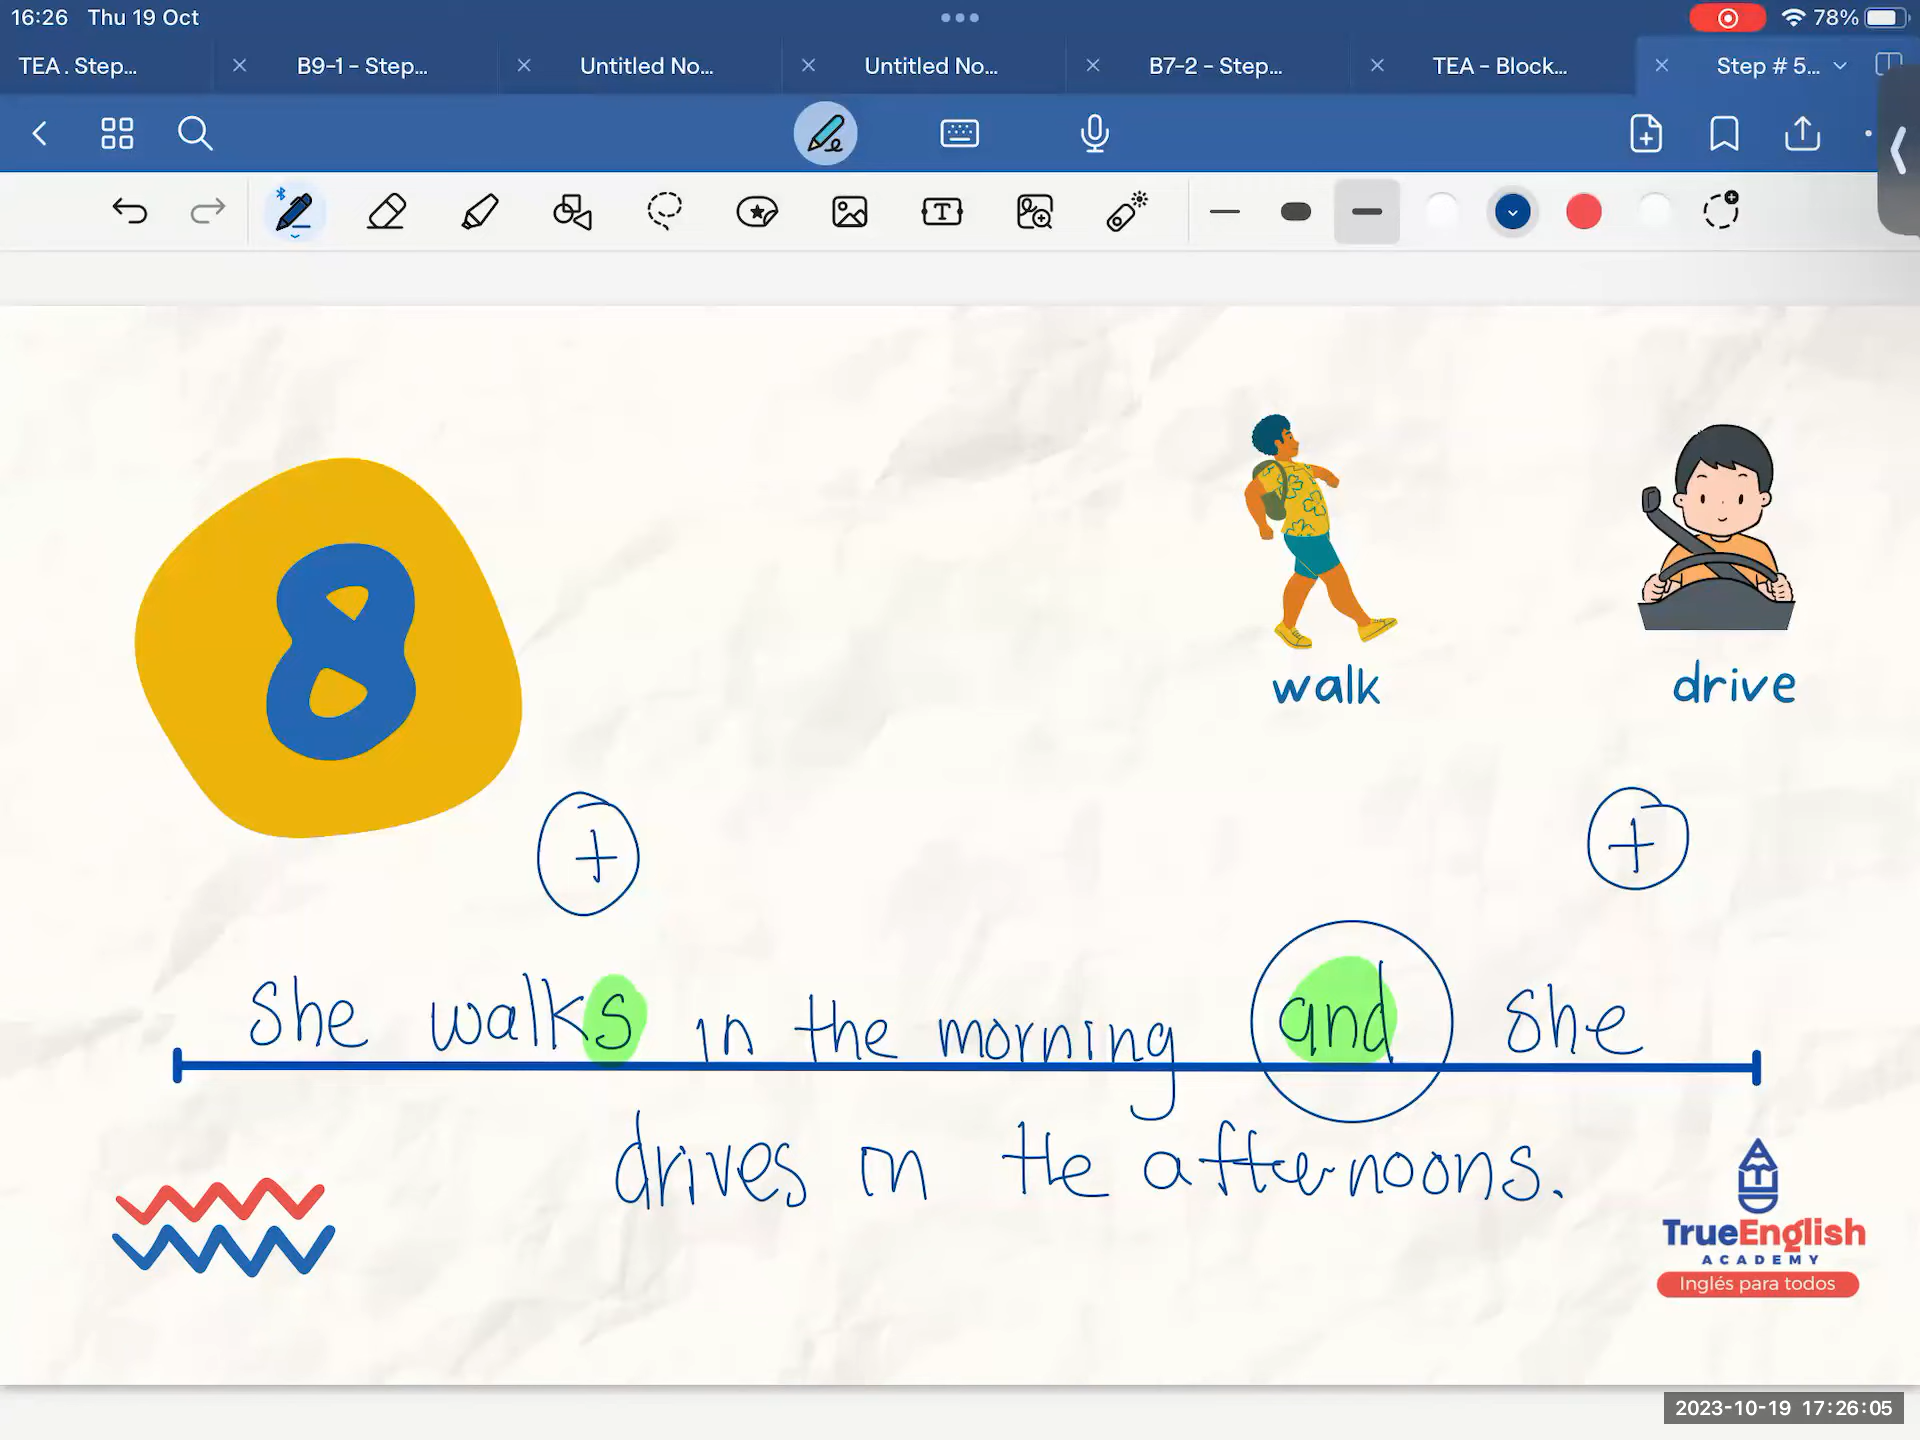 16:26 Thu 19 Oct
78%
TEA . Step...
B9-1 - Step...
Untitled No...
Untitled No...
B7-2 - Step...
TEA - Block...
Step # 5...
8
walk
drive
+
+
She walks in the morning and she
drives in the afternoons.
TrueEnglish
ACADEMY
Inglés para todos
2023-10-19 17:26:05